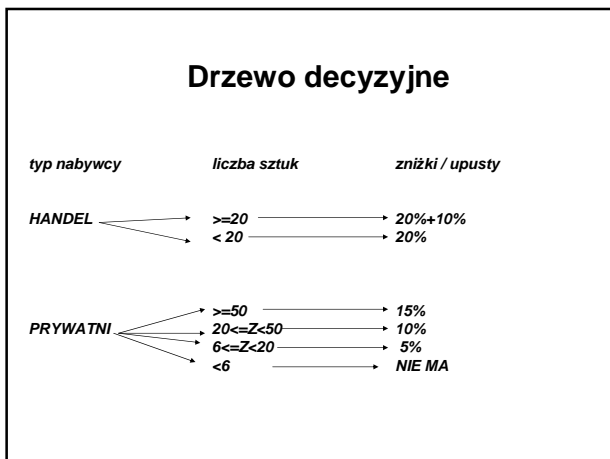 Drzewo decyzyjne
typ nabywcy liczba sztuk zniżki / upusty
HANDEL >=20 20%+10%
< 20 20%
>=50 15%
PRYWATNI 20<=Z<50 10%
6<=Z<20 5%
<6 NIE MA